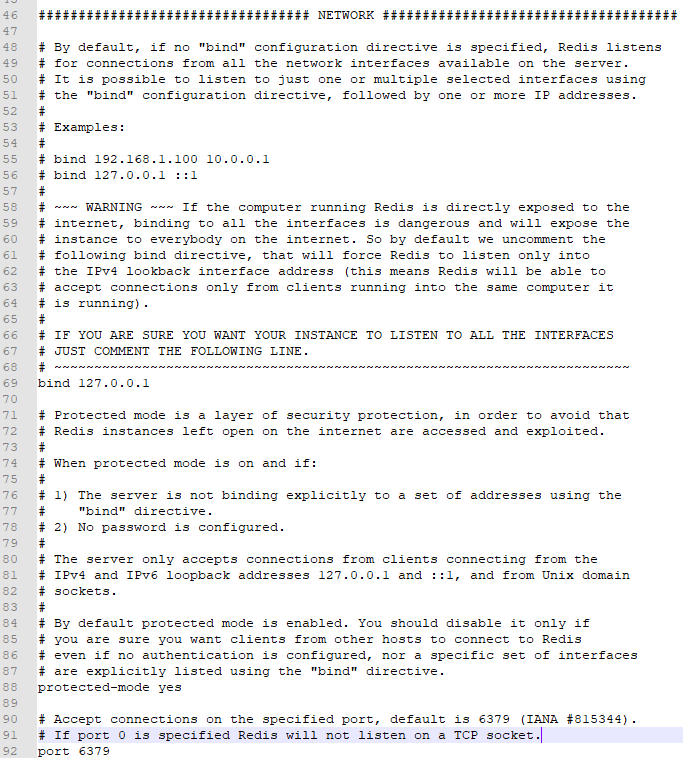 45
46 ################################## NETWORK #####################################
47
48 # By default, if no "bind" configuration directive is specified, Redis listens
49 # for connections from all the network interfaces available on the server.
50 # It is possible to listen to just one or multiple selected interfaces using
51 # the "bind" configuration directive, followed by one or more IP addresses.
52 #
53 # Examples:
54 #
55 # bind 192.168.1.100 10.0.0.1
56 # bind 127.0.0.1 ::1
57 #
58 # ~~~ WARNING ~~~ If the computer running Redis is directly exposed to the
59 # internet, binding to all the interfaces is dangerous and will expose the
60 # instance to everybody on the internet. So by default we uncomment the
61 # following bind directive, that will force Redis to listen only into
62 # the IPv4 lookback interface address (this means Redis will be able to
63 # accept connections only from clients running into the same computer it
64 # is running).
65 #
66 # IF YOU ARE SURE YOU WANT YOUR INSTANCE TO LISTEN TO ALL THE INTERFACES
67 # JUST COMMENT THE FOLLOWING LINE.
68 # ~~~~~~~~~~~~~~~~~~~~~~~~~~~~~~~~~~~~~~~~~~~~~~~~~~~~~~~~~~~~~~~~~~~~~~~~
69 bind 127.0.0.1
70
71 # Protected mode is a layer of security protection, in order to avoid that
72 # Redis instances left open on the internet are accessed and exploited.
73 #
74 # When protected mode is on and if:
75 #
76 # 1) The server is not binding explicitly to a set of addresses using the
77 #    "bind" directive.
78 # 2) No password is configured.
79 #
80 # The server only accepts connections from clients connecting from the
81 # IPv4 and IPv6 loopback addresses 127.0.0.1 and ::1, and from Unix domain
82 # sockets.
83 #
84 # By default protected mode is enabled. You should disable it only if
85 # you are sure you want clients from other hosts to connect to Redis
86 # even if no authentication is configured, nor a specific set of interfaces
87 # are explicitly listed using the "bind" directive.
88 protected-mode yes
89
90 # Accept connections on the specified port, default is 6379 (IANA #815344).
91 # If port 0 is specified Redis will not listen on a TCP socket.
92 port 6379